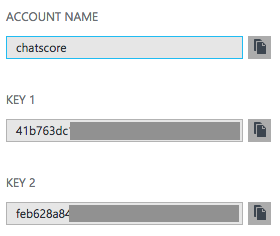 ACCOUNT NAME
chatscore
KEY 1
41b763dc
KEY 2
feb628a84